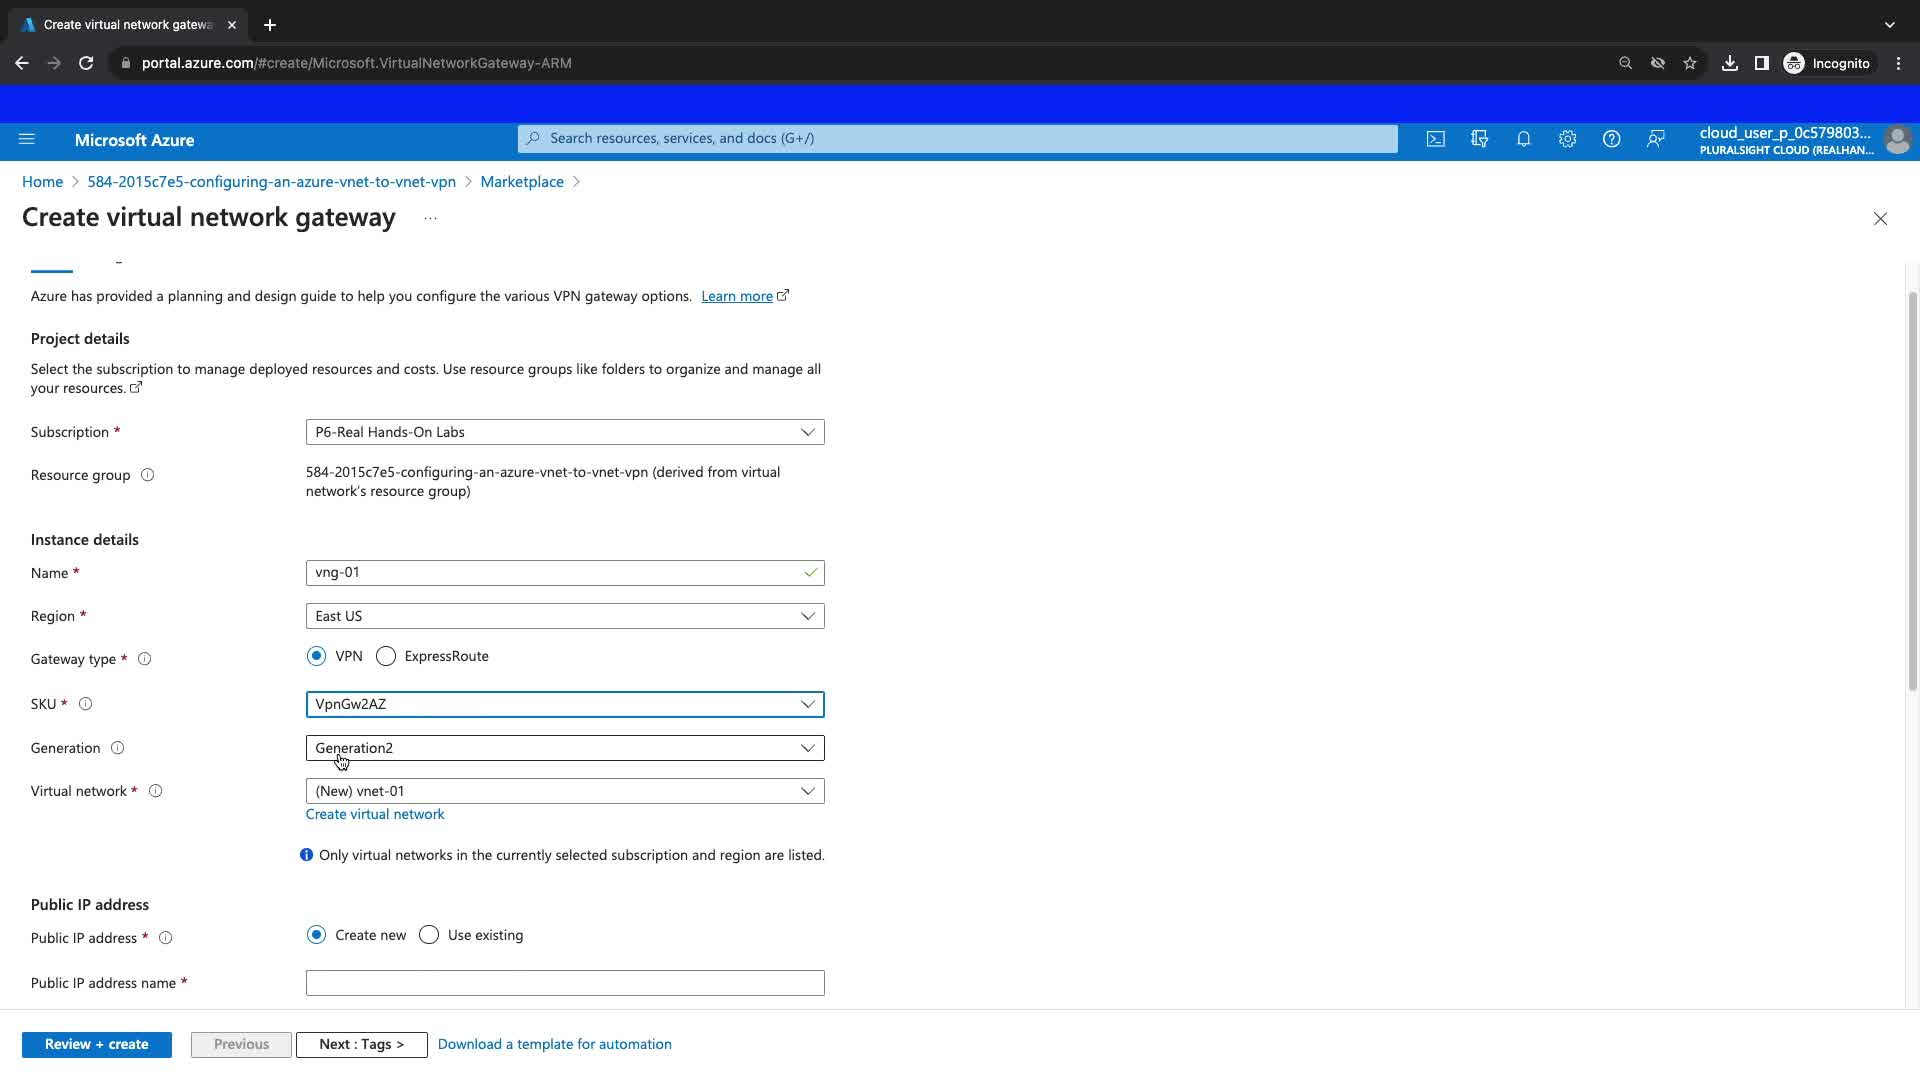 Create virtual network gatewa
portal.azure.com/#create/Microsoft.VirtualNetworkGateway-ARM
Incognito
Microsoft Azure
Search resources, services, and docs (G+/)
cloud_user_p_0c579803...
PLURALSIGHT CLOUD (REALHAN...
Home > 584-2015c7e5-configuring-an-azure-vnet-to-vnet-vpn > Marketplace >
Create virtual network gateway ...
Azure has provided a planning and design guide to help you configure the various VPN gateway options. Learn more
Project details
Select the subscription to manage deployed resources and costs. Use resource groups like folders to organize and manage all
your resources.
Subscription *
P6-Real Hands-On Labs
Resource group
584-2015c7e5-configuring-an-azure-vnet-to-vnet-vpn (derived from virtual
network's resource group)
Instance details
Name *
vng-01
Region *
East US
Gateway type *
VPN
ExpressRoute
SKU *
VpnGw2AZ
Generation
Generation2
Virtual network *
(New) vnet-01
Create virtual network
Only virtual networks in the currently selected subscription and region are listed.
Public IP address
Public IP address *
Create new
Use existing
Public IP address name *
Review + create
Previous
Next : Tags >
Download a template for automation